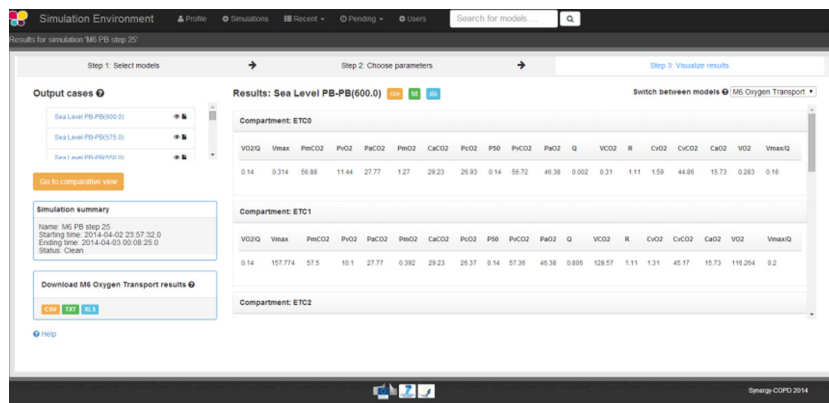 Simulation Environment Profile Simulations Recent Pending Users Search for models ...
Results for simulation 'M6 PB step 25'
Step 1: Select models Step 2: Choose parameters Step 3: Visualize results
Output cases
Sea Level PB-PB(600.0)
Sea Level PB-PB(575.0)
Sea Level PB-PB(550.0)
Go to comparative view
Simulation summary
Name: M6 PB step 25
Starting time: 2014-04-02 23:57:32.0
Ending time: 2014-04-03 00:08:25.0
Status: Clean
Download M6 Oxygen Transport results
CSV TXT XLS
Help
Results: Sea Level PB-PB(600.0) csv txt xls
Switch between models M6 Oxygen Transport
Compartment: ETC0
VO2/Q Vmax PmCO2 PvO2 PaCO2 PmO2 CaCO2 PcO2 P50 PvCO2 PaO2 Q VCO2 R CvO2 CvCO2 CaO2 VO2 Vmax/Q
0.14 0.314 56.88 11.44 27.77 1.27 29.23 26.93 0.14 56.72 46.38 0.002 0.31 1.11 1.59 44.86 15.73 0.283 0.16
Compartment: ETC1
VO2/Q Vmax PmCO2 PvO2 PaCO2 PmO2 CaCO2 PcO2 P50 PvCO2 PaO2 Q VCO2 R CvO2 CvCO2 CaO2 VO2 Vmax/Q
0.14 157.774 57.5 10.1 27.77 0.392 29.23 26.37 0.14 57.35 46.38 0.806 128.57 1.11 1.31 45.17 15.73 116.264 0.2
Compartment: ETC2
Synergy-COPD 2014